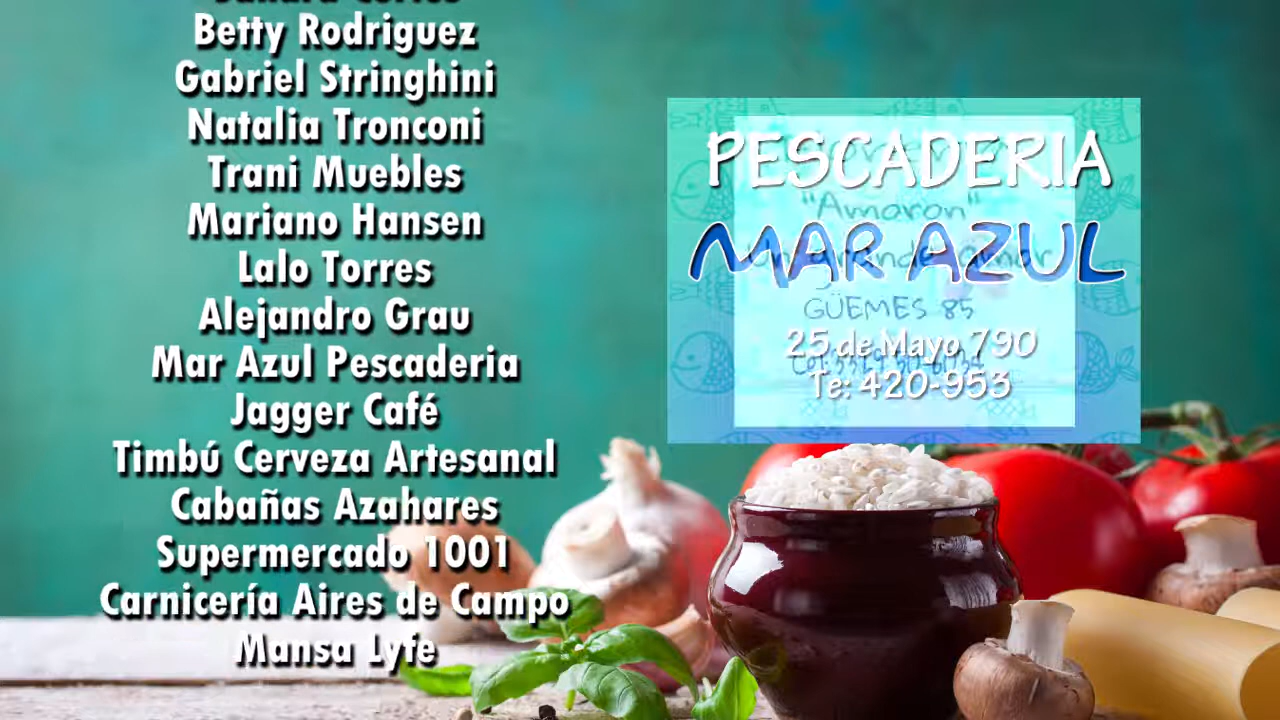 Betty Rodriguez
Gabriel Stringhini
Natalia Tronconi
Trani Muebles
Mariano Hansen
Lalo Torres
Alejandro Grau
Mar Azul Pescaderia
Jagger Café
Timbú Cerveza Artesanal
Cabañas Azahares
Supermercado 1001
Carnicería Aires de Campo
Mansa Lyfe
PESCADERIA
"Amoron"
MAR AZUL
GÜEMES 85
25 de Mayo 790
Te: 420-953